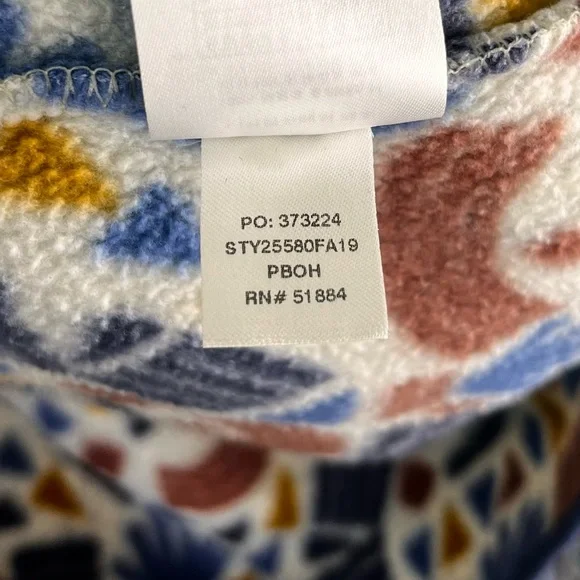 PO: 373224
STY25580FA19
PBOH
RN# 51884